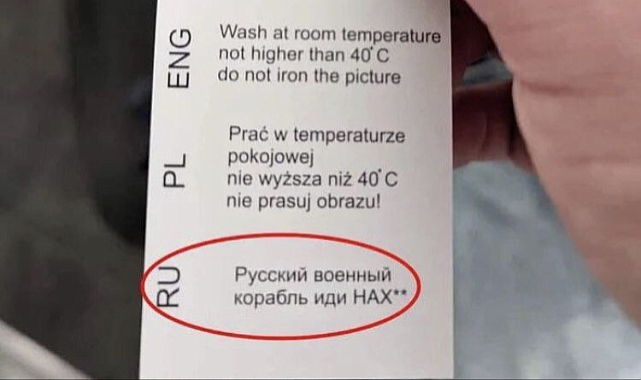 ENG
Wash at room temperature
not higher than 40°C
do not iron the picture
PL
Prać w temperaturze
pokojowej
nie wyższa niż 40°C
nie prasuj obrazu!
RU
Русский военный
корабль иди НАХ**